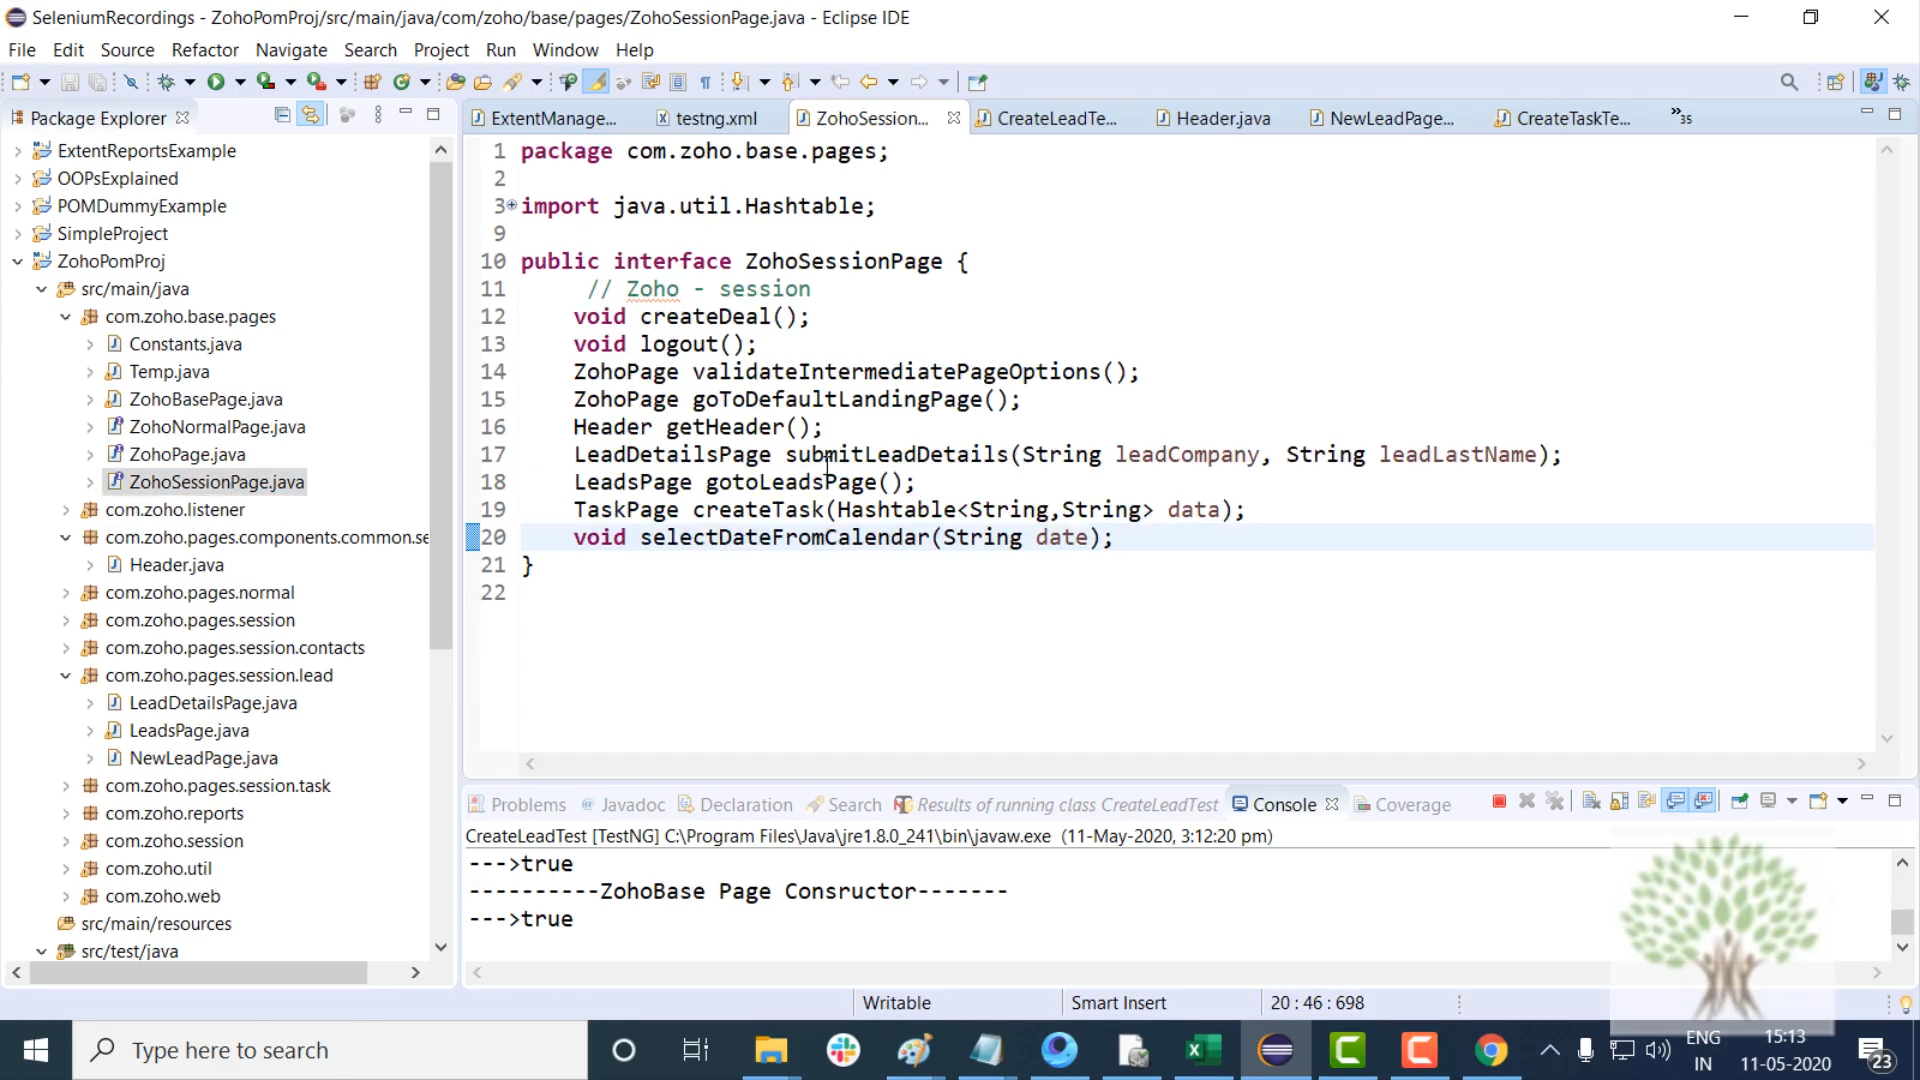 SeleniumRecordings - ZohoPomProj/src/main/java/com/zoho/base/pages/ZohoSessionPage.java - Eclipse IDE
File Edit Source Refactor Navigate Search Project Run Window Help
Package Explorer
ExtentReportsExample
OOPsExplained
POMDummyExample
SimpleProject
ZohoPomProj
src/main/java
com.zoho.base.pages
Constants.java
Temp.java
ZohoBasePage.java
ZohoNormalPage.java
ZohoPage.java
ZohoSessionPage.java
com.zoho.listener
com.zoho.pages.components.common.se
Header.java
com.zoho.pages.normal
com.zoho.pages.session
com.zoho.pages.session.contacts
com.zoho.pages.session.lead
LeadDetailsPage.java
LeadsPage.java
NewLeadPage.java
com.zoho.pages.session.task
com.zoho.reports
com.zoho.session
com.zoho.util
com.zoho.web
src/main/resources
src/test/java
ExtentManage... testng.xml ZohoSession... CreateLeadTe... Header.java NewLeadPage... CreateTaskTe... »35
1 package com.zoho.base.pages;
2
3 import java.util.Hashtable;
9
10 public interface ZohoSessionPage {
11 // Zoho - session
12 void createDeal();
13 void logout();
14 ZohoPage validateIntermediatePageOptions();
15 ZohoPage goToDefaultLandingPage();
16 Header getHeader();
17 LeadDetailsPage submitLeadDetails(String leadCompany, String leadLastName);
18 LeadsPage gotoLeadsPage();
19 TaskPage createTask(Hashtable<String,String> data);
20 void selectDateFromCalendar(String date);
21 }
22
Problems Javadoc Declaration Search Results of running class CreateLeadTest Console Coverage
CreateLeadTest [TestNG] C:\Program Files\Java\jre1.8.0_241\bin\javaw.exe (11-May-2020, 3:12:20 pm)
--->true
----------ZohoBase Page Consructor-------
--->true
Writable Smart Insert 20 : 46 : 698
Type here to search
ENG
IN
15:13
11-05-2020
23